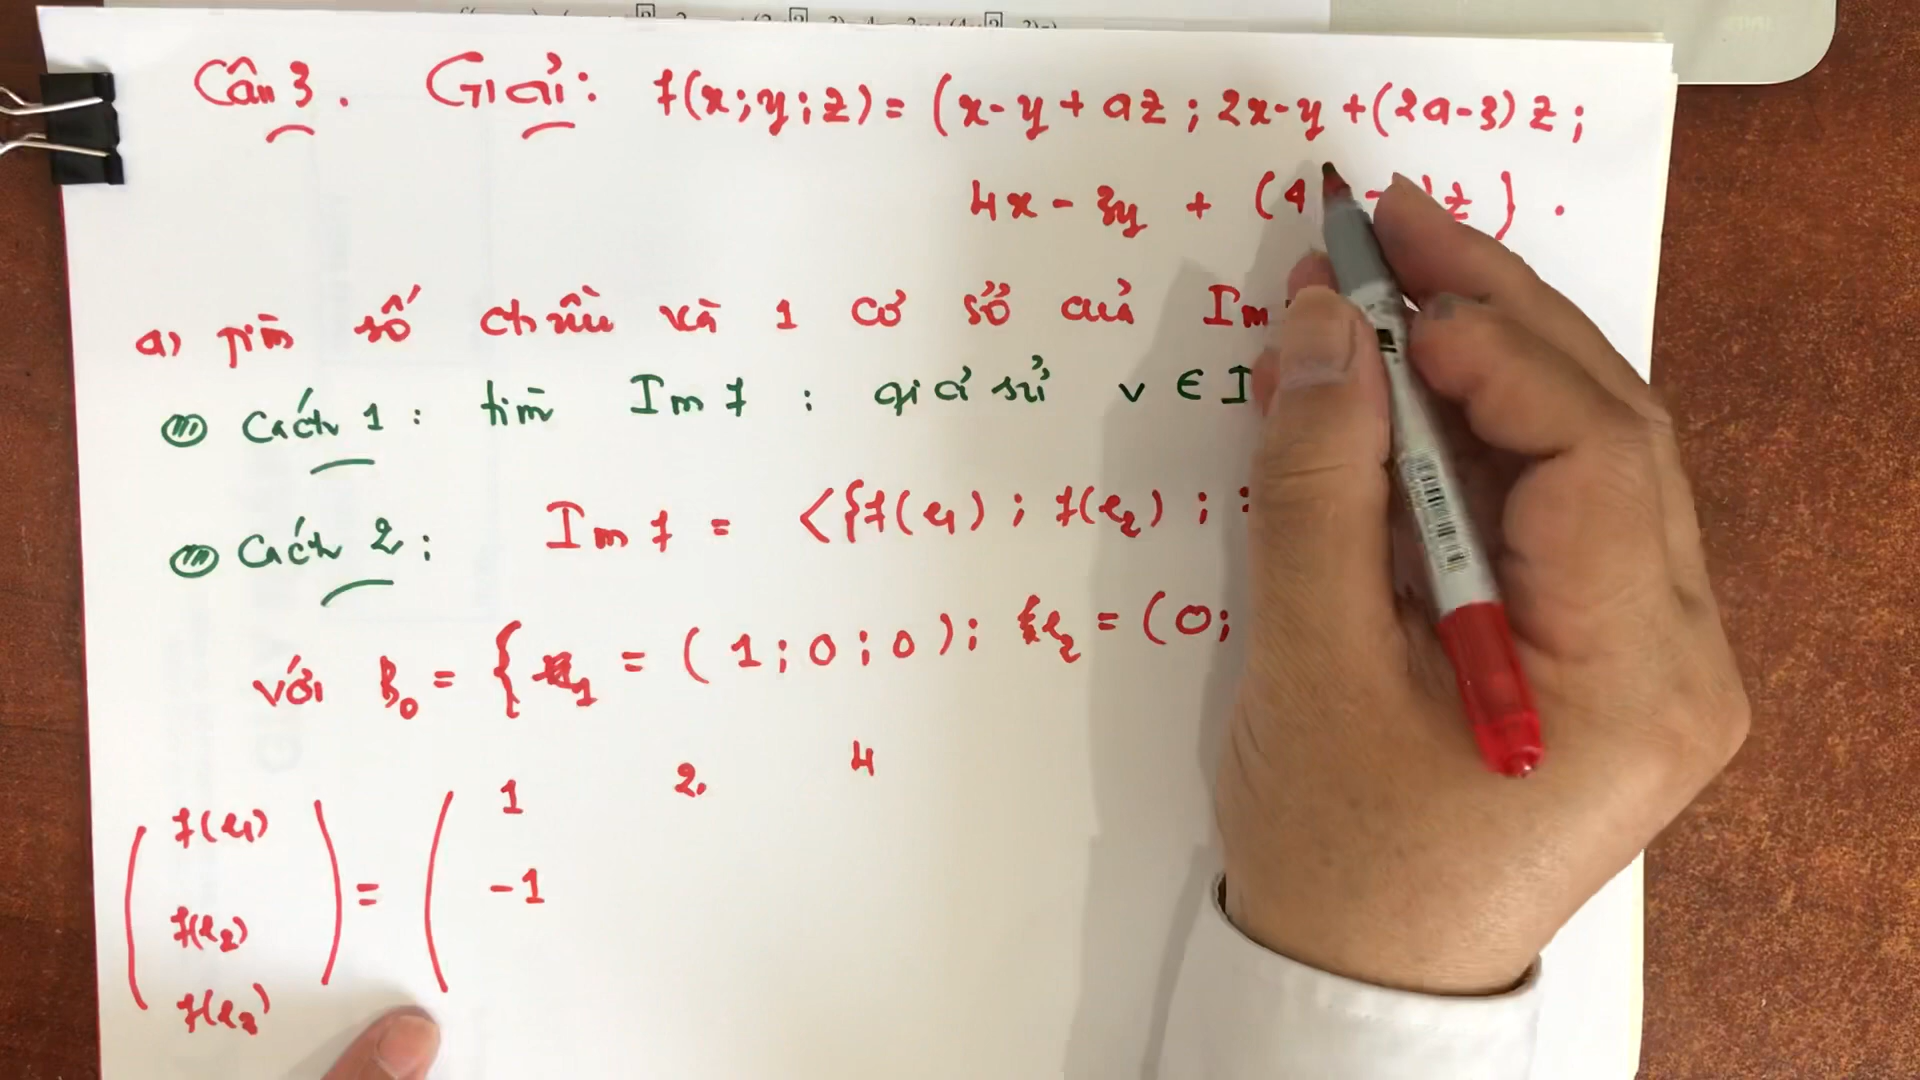 Câu 3. Giải: f(x;y;z) = (x-y+az; 2x-y+(2a-3)z;
4x-3y + (4 z) .
a) Tìm số chiều và 1 cơ sở của Im
Cách 1: tìm Im f : giả sử v ∈ I
Cách 2: Im f = <{f(e1); f(e2);
với B0 = { e1 = (1;0;0); e2 = (0;
f(e1) 1 2 4
f(e2) = -1
f(e3)